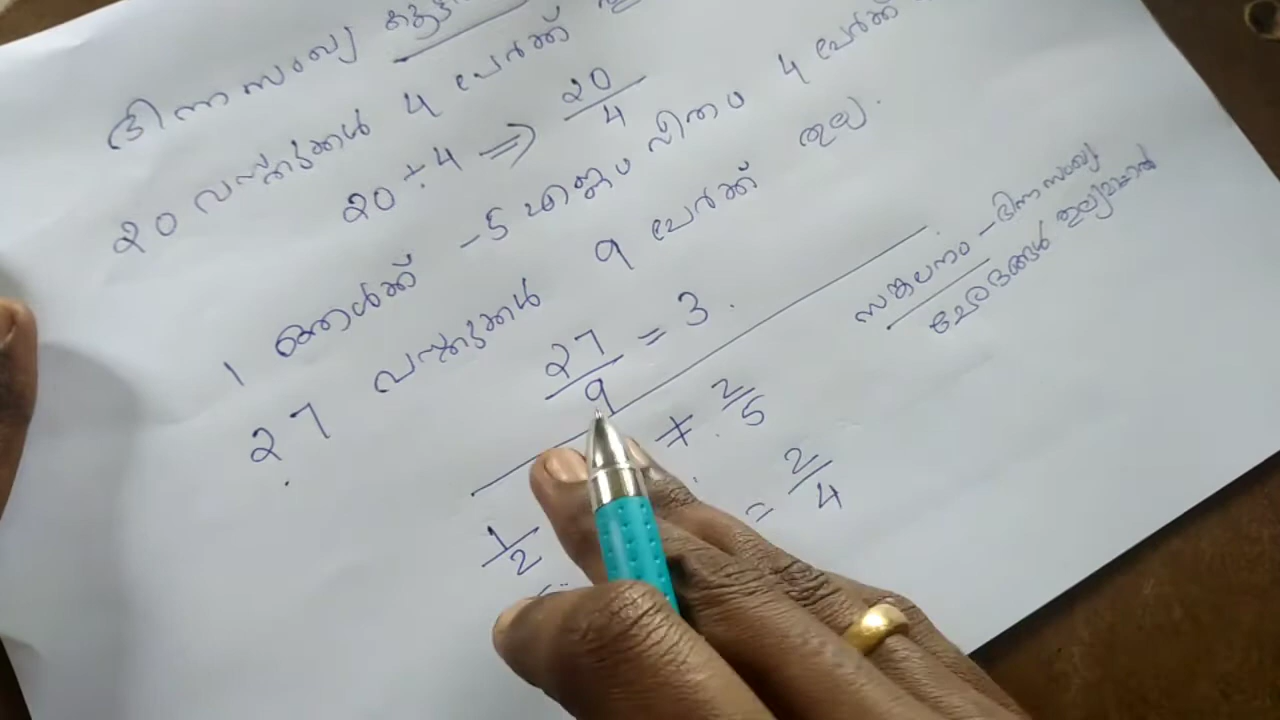 ഭിന്നസംഖ്യ
20 വസ്തുക്കൾ 4 പേർക്ക്
20 ÷ 4 ⇒ 20/4
1 ആൾക്ക് - 5 എണ്ണം വീതം 4 പേർക്ക്
27 വസ്തുക്കൾ 9 പേർക്ക് തുല്യ.
27/9 = 3.
സങ്കലനം - ഭിന്നസംഖ്യ
ഛേദങ്ങൾ തുല്യമാകൽ
≠ 2/5
1/2 = 2/4